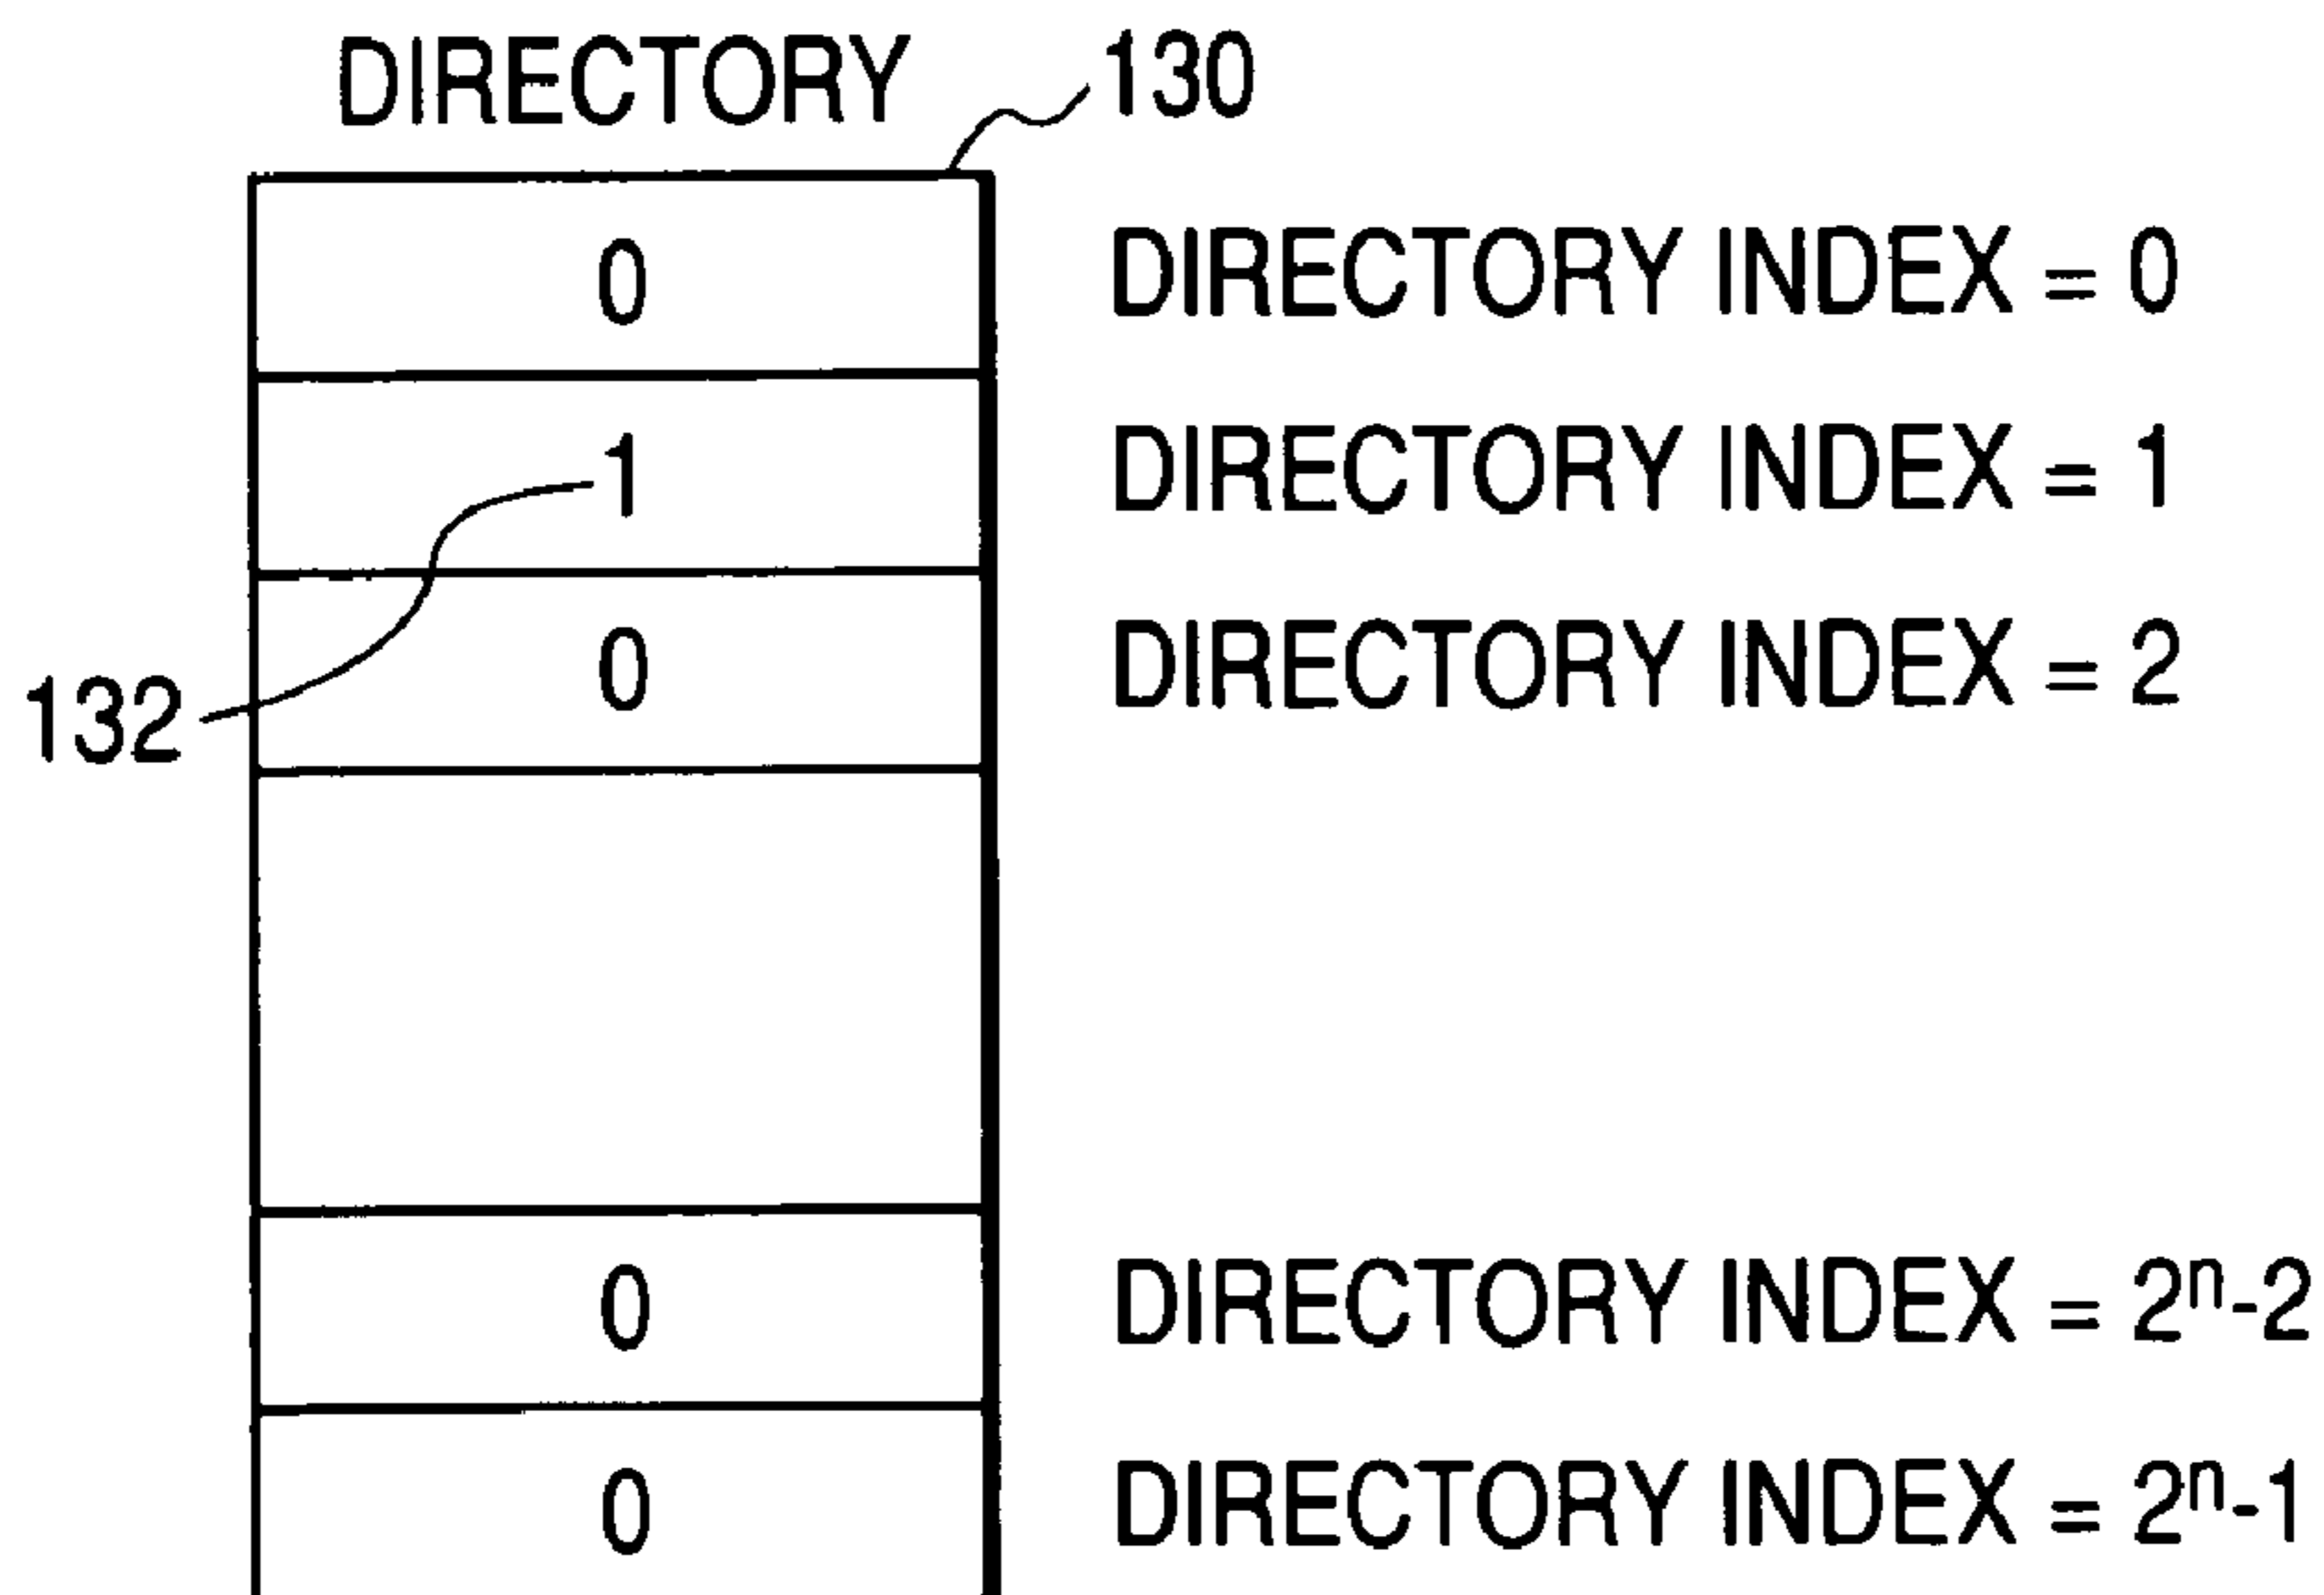 DIRECTORY 130
0 DIRECTORY INDEX = 0
1 DIRECTORY INDEX = 1
0 DIRECTORY INDEX = 2
132
0 DIRECTORY INDEX = 2ⁿ-2
0 DIRECTORY INDEX = 2ⁿ-1